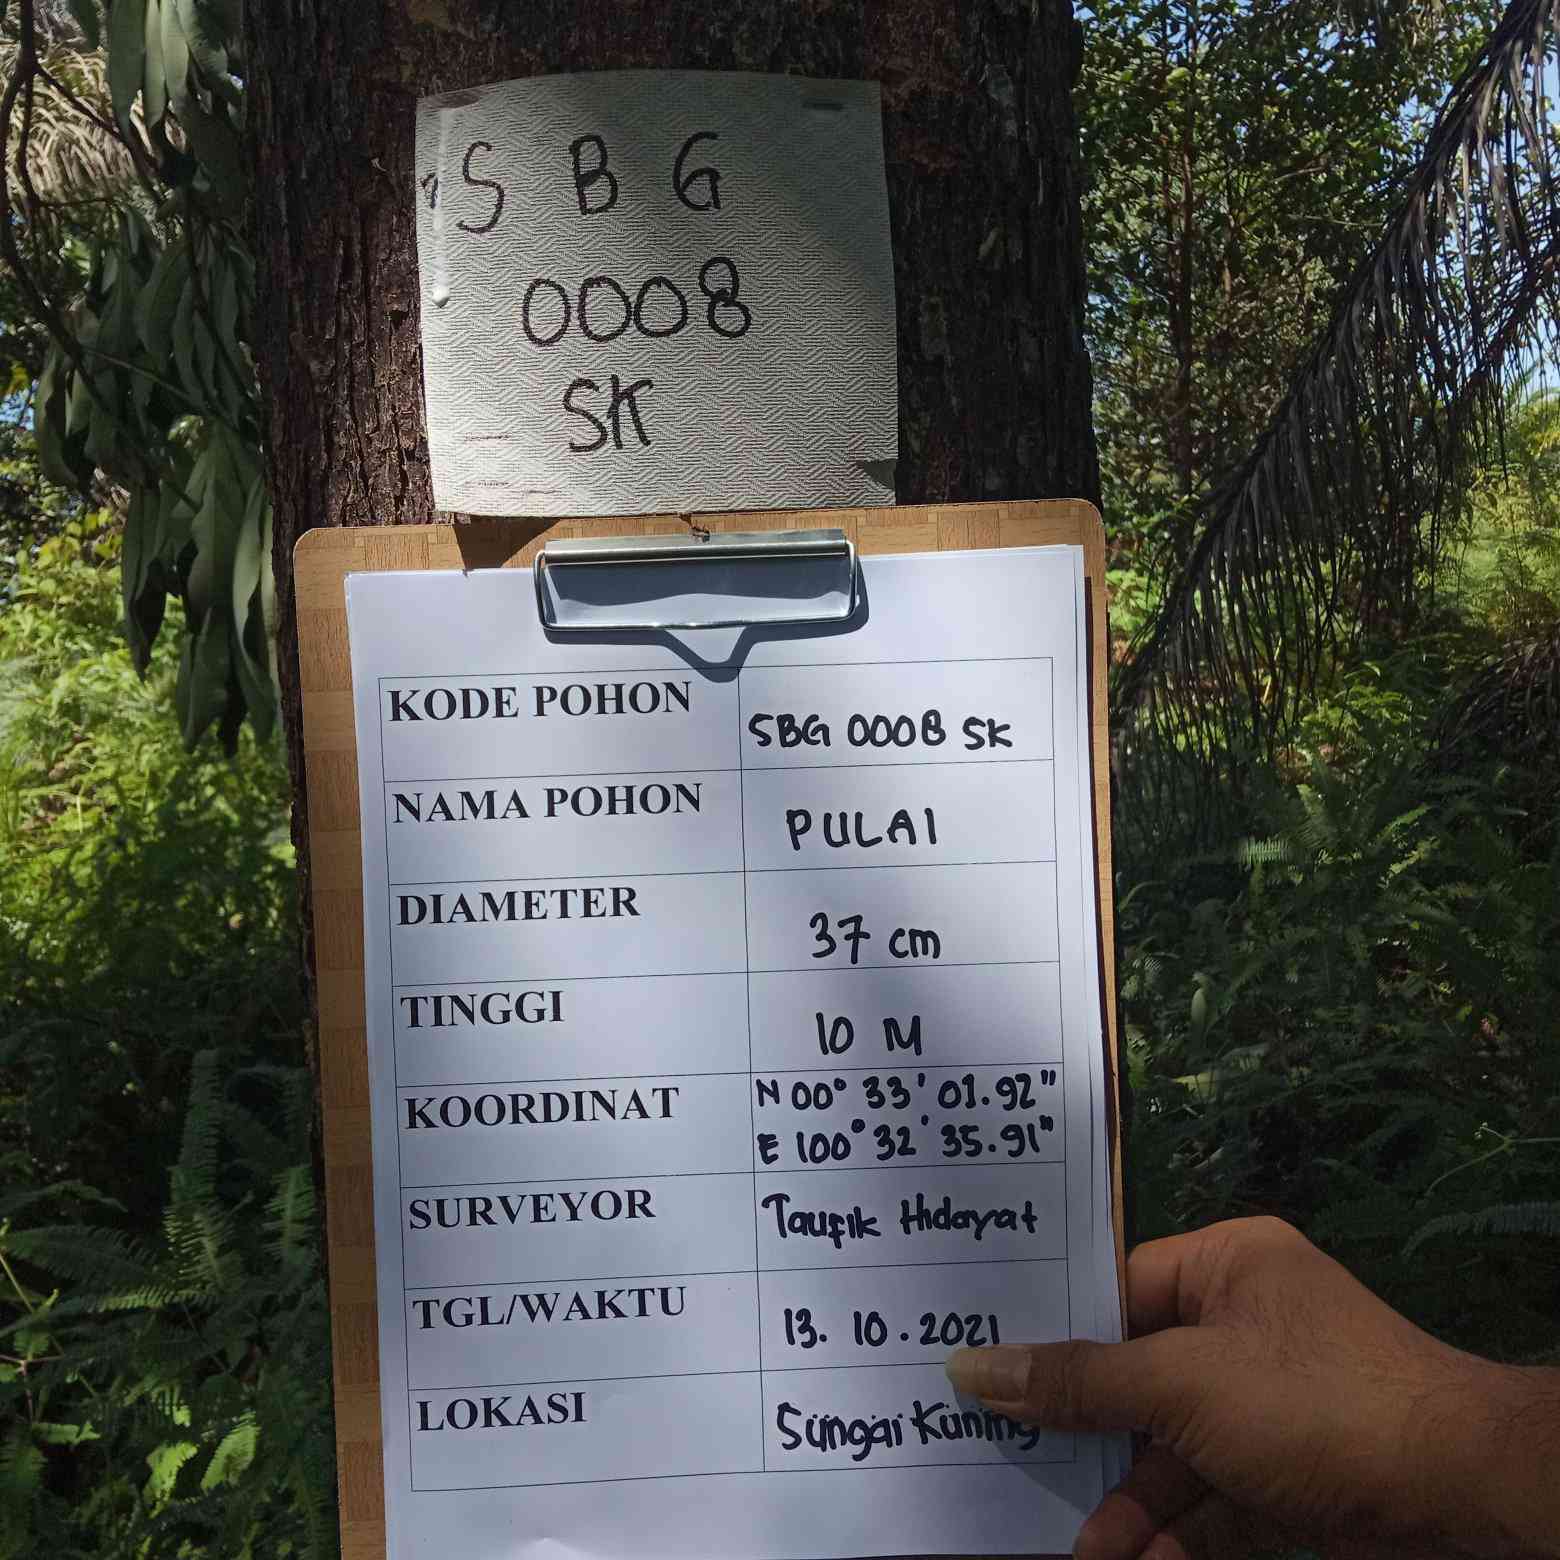 SBG
0008
SK
KODE POHON
SBG 0008 SK
NAMA POHON
PULAI
DIAMETER
37 cm
TINGGI
10 M
KOORDINAT
N 00° 33' 01.92"
E 100° 32' 35.91"
SURVEYOR
Taufik Hidayat
TGL/WAKTU
13. 10. 2021
LOKASI
Sungai Kuning